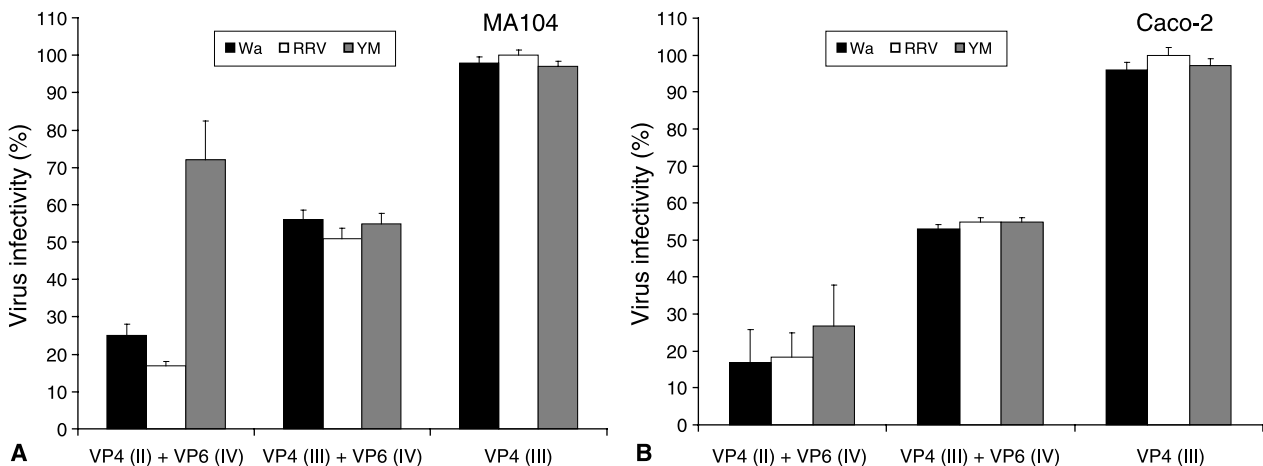 MA104
Wa RRV YM
Virus infectivity (%)
110
100
90
80
70
60
50
40
30
20
10
0
VP4 (II) + VP6 (IV) VP4 (III) + VP6 (IV) VP4 (III)
A
Caco-2
Wa RRV YM
Virus infectivity (%)
110
100
90
80
70
60
50
40
30
20
10
0
VP4 (II) + VP6 (IV) VP4 (III) + VP6 (IV) VP4 (III)
B